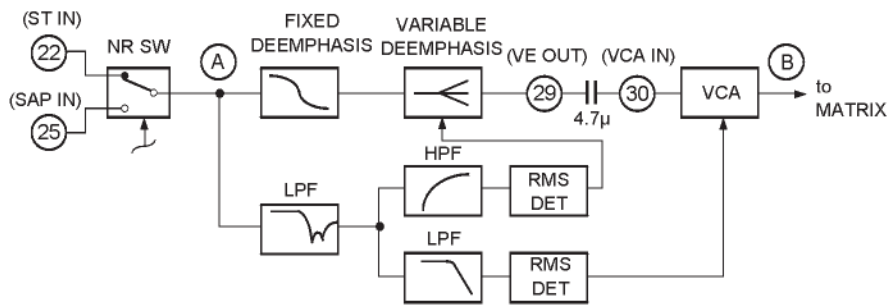 (ST IN)
22
NR SW
(SAP IN)
25
A
FIXED
DEEMPHASIS
VARIABLE
DEEMPHASIS
(VE OUT)
29
4.7μ
(VCA IN)
30
VCA
B
to
MATRIX
LPF
HPF
RMS
DET
LPF
RMS
DET